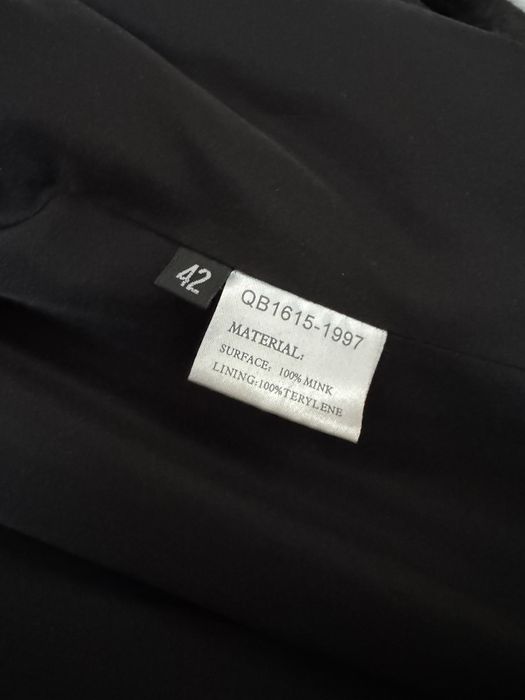 42
QB1615-1997
MATERIAL:
SURFACE: 100% MINK
LINING:100%TERYLENE